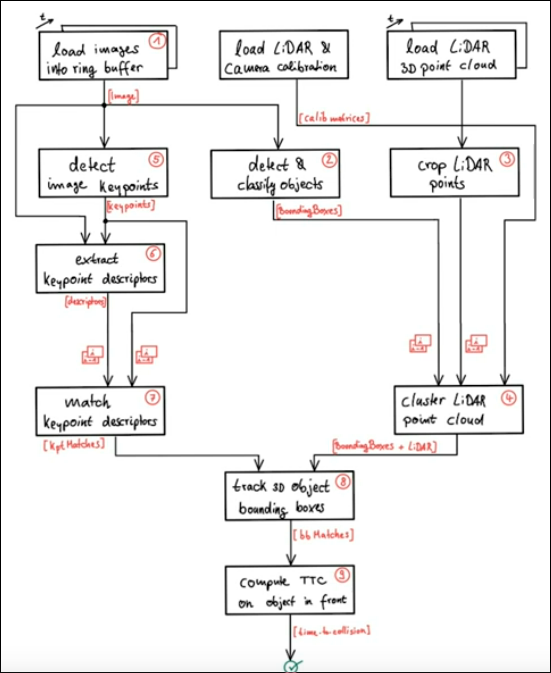 t
load images
into ring buffer
1
load LiDAR &
Camera calibration
t
load LiDAR
3D point cloud
[image]
[calib matrices]
detect
image keypoints
5
detect &
classify objects
2
crop LiDAR
points
3
[keypoints]
[BoundingBoxes]
extract
keypoint descriptors
6
[descriptors]
match
keypoint descriptors
7
cluster LiDAR
point cloud
4
[kptMatches]
[BoundingBoxes + LiDAR]
track 3D object
bounding boxes
8
[bbMatches]
compute TTC
on object in front
9
[time-to-collision]